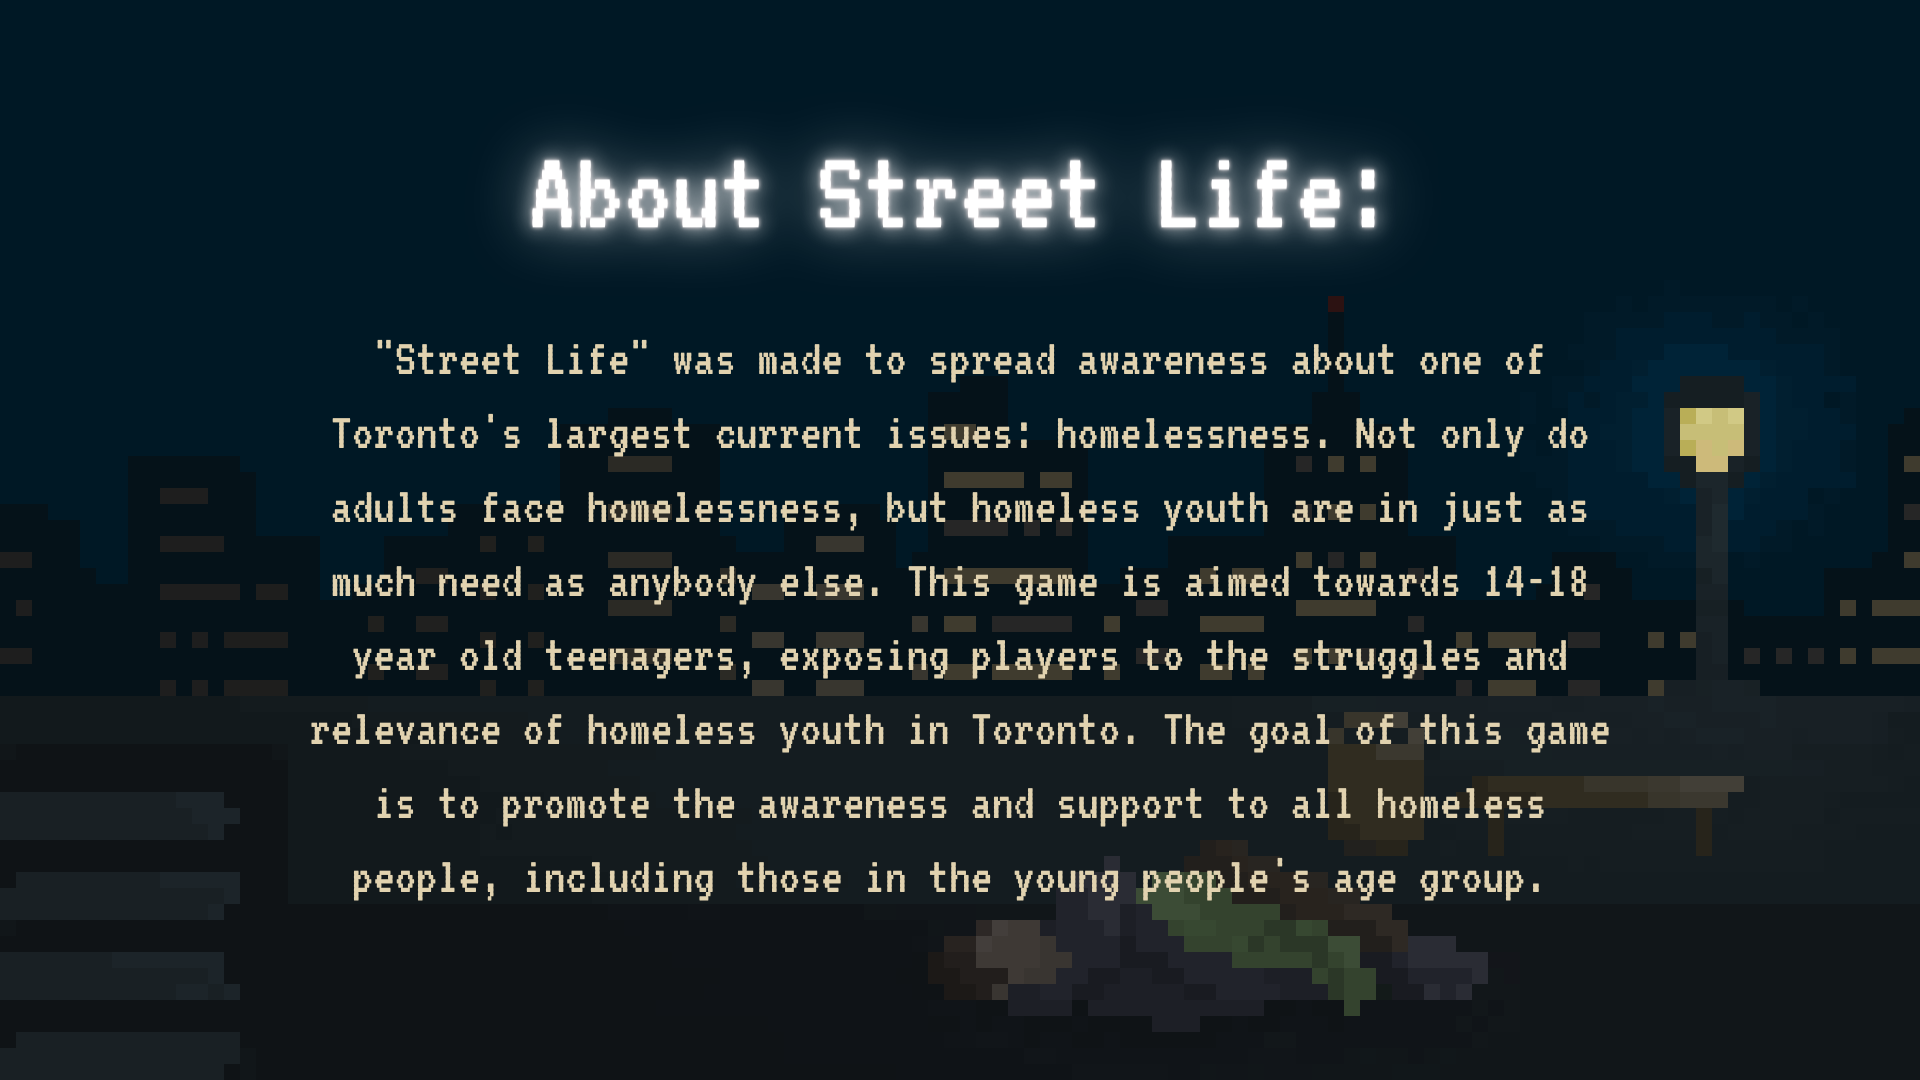 About Street Life:
"Street Life" was made to spread awareness about one of
Toronto's largest current issues: homelessness. Not only do
adults face homelessness, but homeless youth are in just as
much need as anybody else. This game is aimed towards 14-18
year old teenagers, exposing players to the struggles and
relevance of homeless youth in Toronto. The goal of this game
is to promote the awareness and support to all homeless
people, including those in the young people's age group.